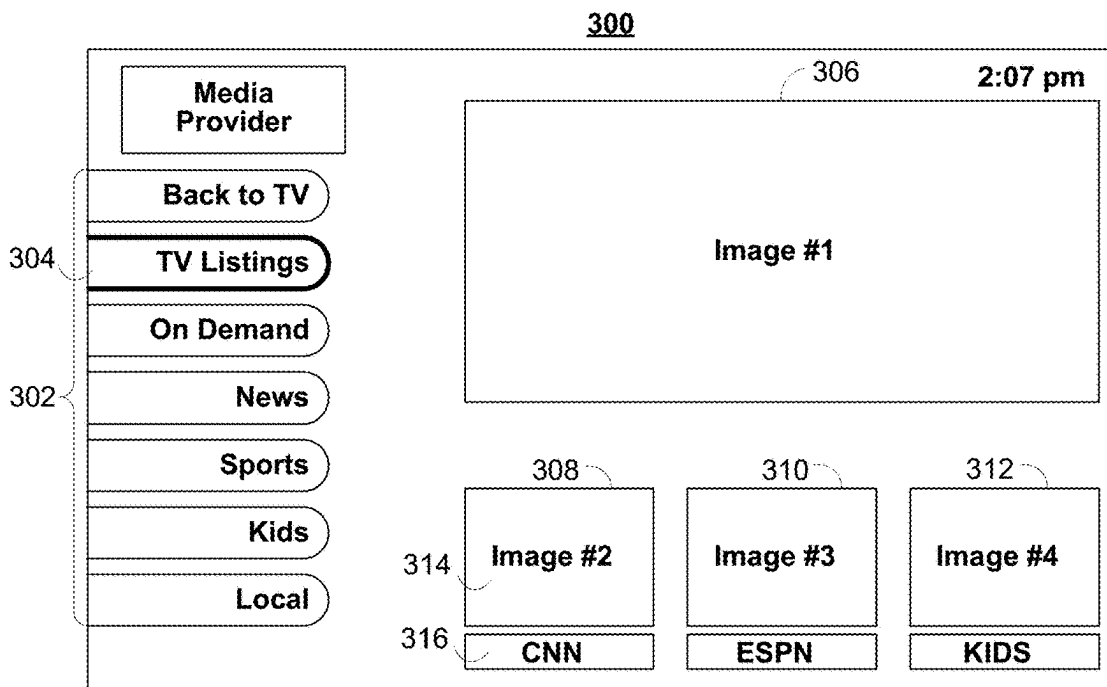 300
306
2:07 pm
Media
Provider
Back to TV
304
TV Listings
Image #1
On Demand
302
News
Sports
308
310
312
Kids
314
Image #2
Image #3
Image #4
Local
316
CNN
ESPN
KIDS